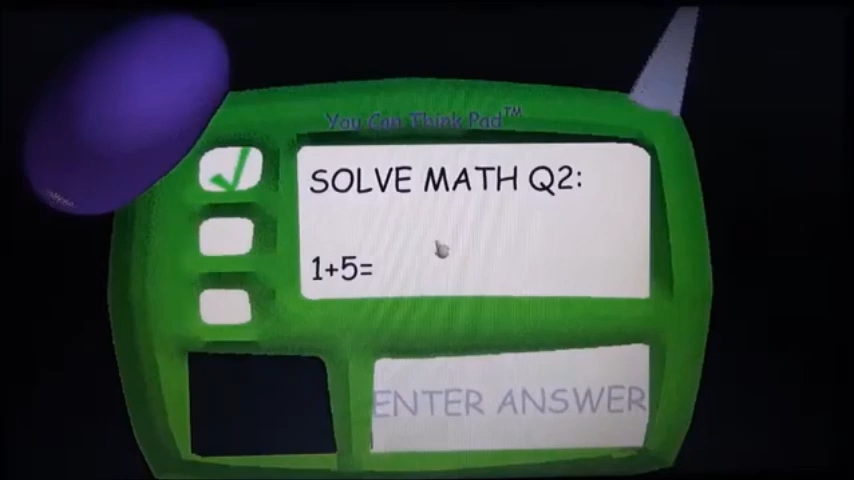 You Can Think Pad™
SOLVE MATH Q2:
1+5=
ENTER ANSWER